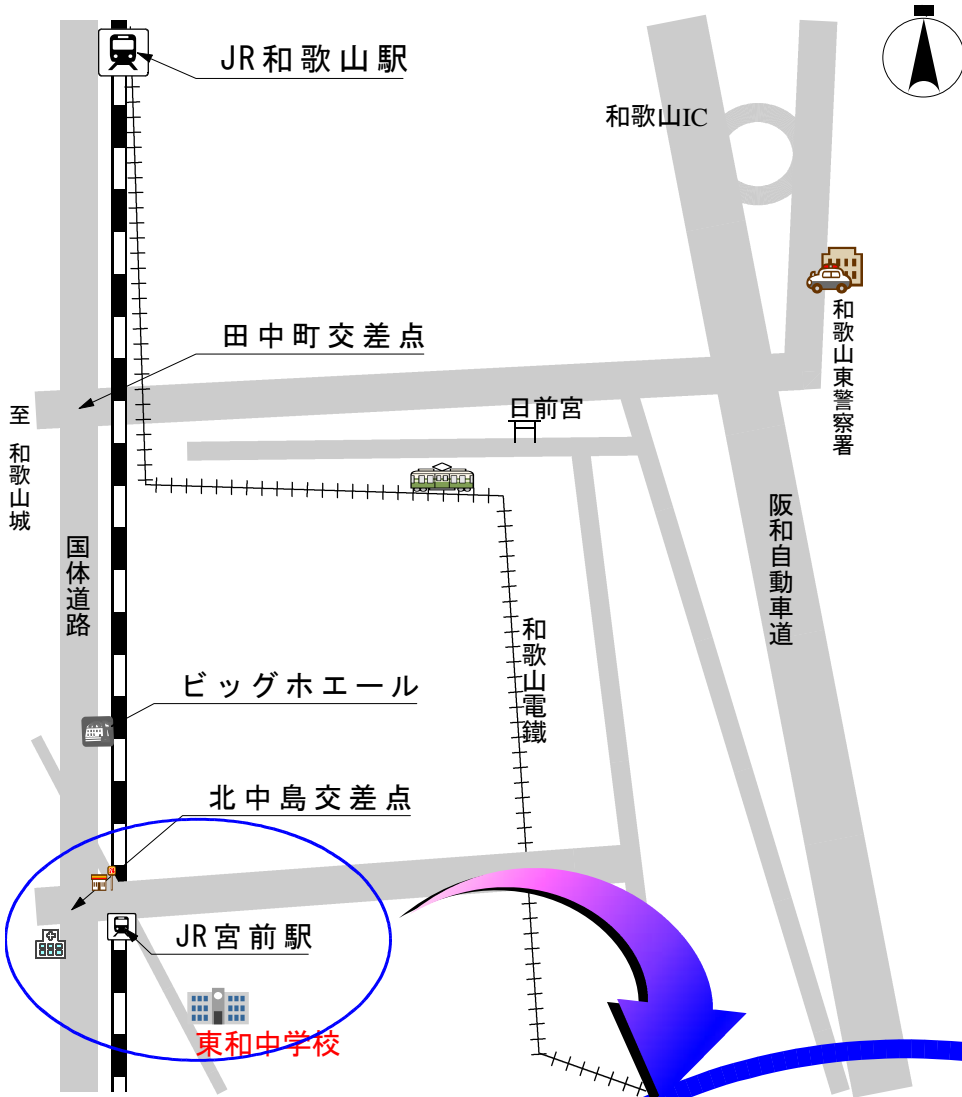 JR和歌山駅
和歌山IC
和歌山東警察署
田中町交差点
日前宮
至 和歌山城
国体道路
阪和自動車道
和歌山電鐵
ビッグホエール
北中島交差点
JR宮前駅
東和中学校